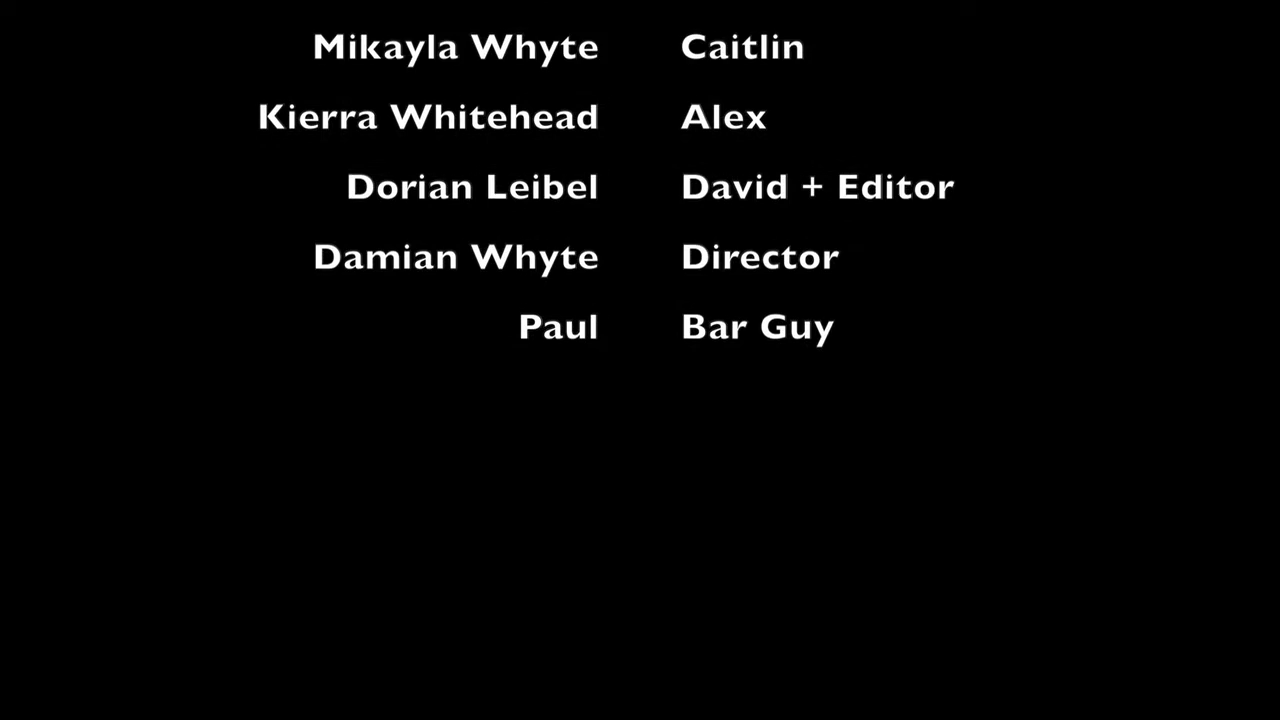 Mikayla Whyte Caitlin
Kierra Whitehead Alex
Dorian Leibel David + Editor
Damian Whyte Director
Paul Bar Guy